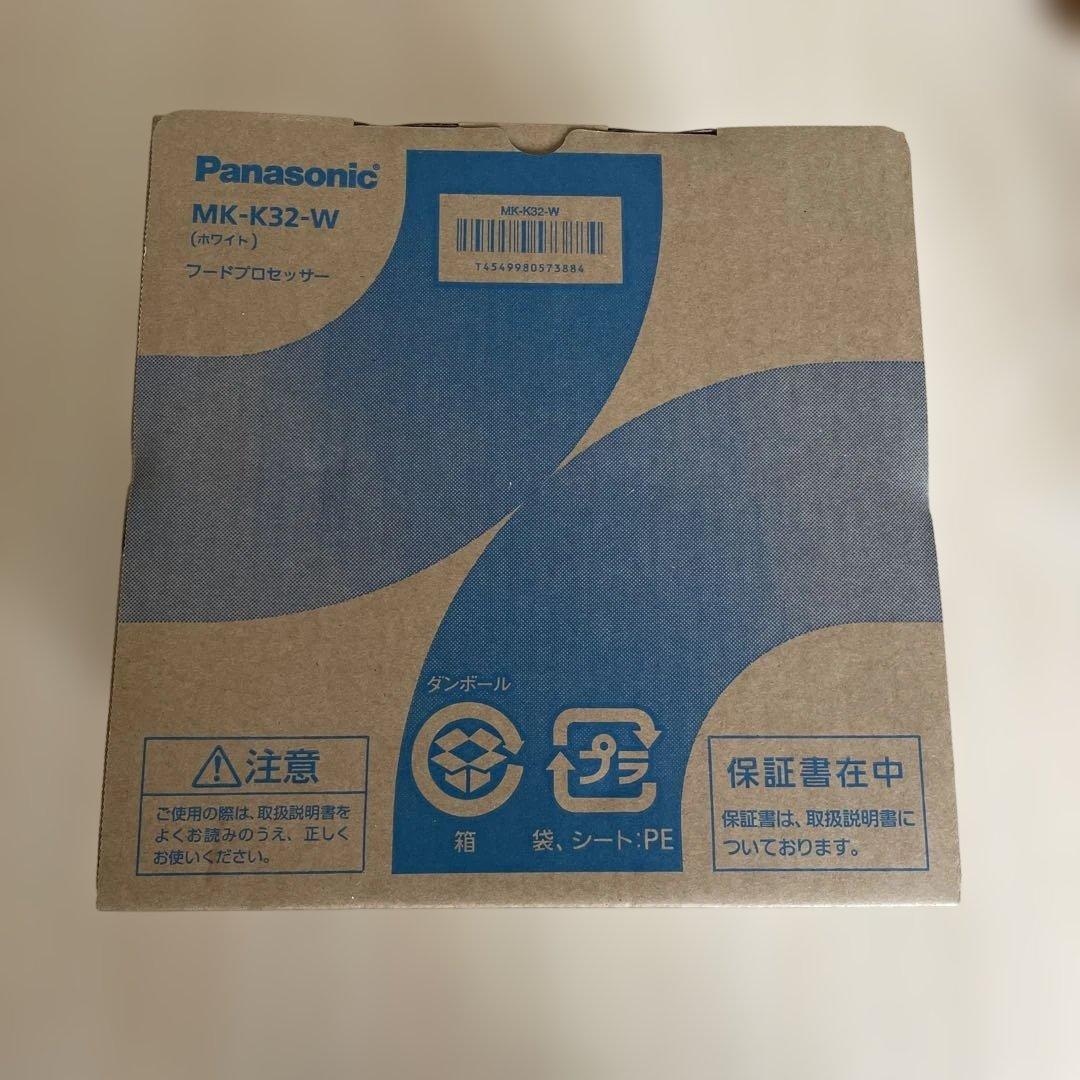 Panasonic®
MK-K32-W
(ホワイト)
フードプロセッサー
MK-K32-W
T4549980573884
ダンボール
プラ
箱
袋、シート:PE
注意
ご使用の際は、取扱説明書を
よくお読みのうえ、正しく
お使いください。
保証書在中
保証書は、取扱説明書に
ついております。